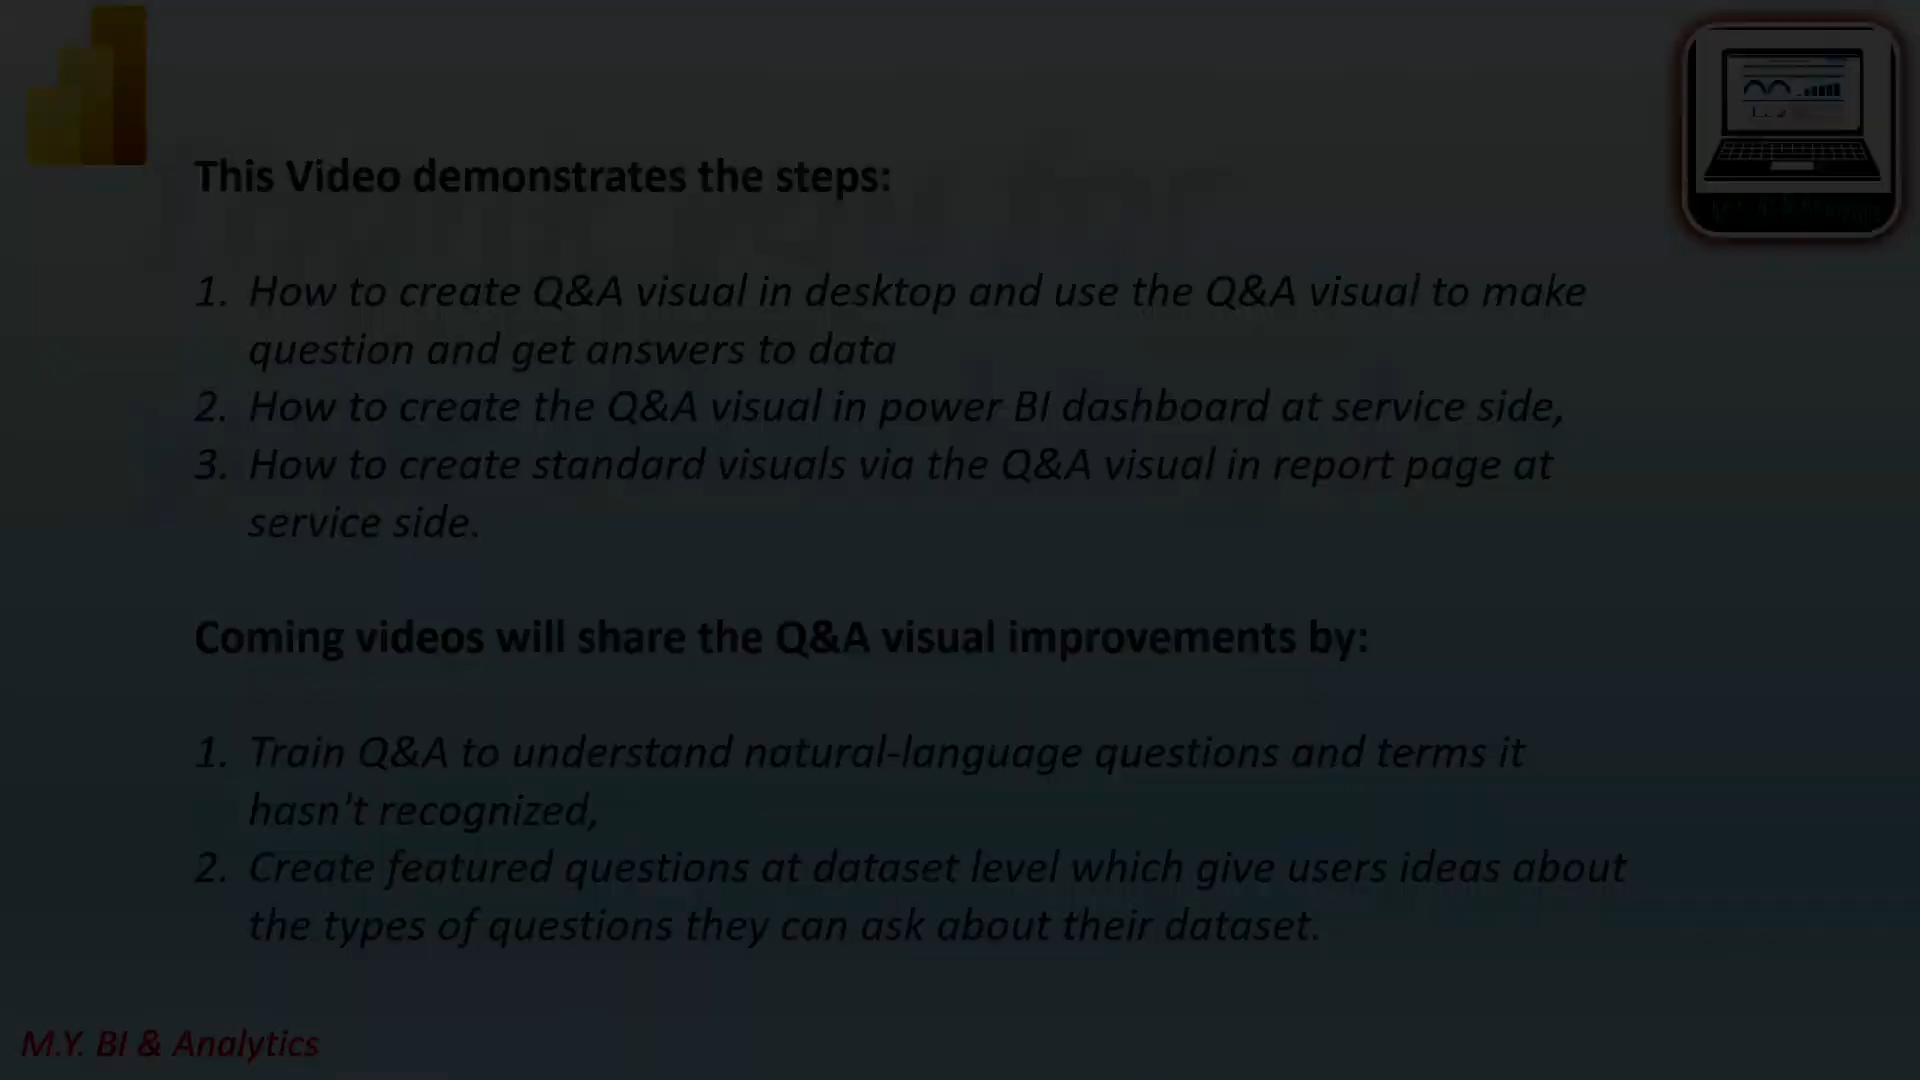 This Video demonstrates the steps:
1. How to create Q&A visual in desktop and use the Q&A visual to make
question and get answers to data
2. How to create the Q&A visual in power BI dashboard at service side,
3. How to create standard visuals via the Q&A visual in report page at
service side.
Coming videos will share the Q&A visual improvements by:
1. Train Q&A to understand natural-language questions and terms it
hasn't recognized,
2. Create featured questions at dataset level which give users ideas about
the types of questions they can ask about their dataset.
M.Y. BI & Analytics